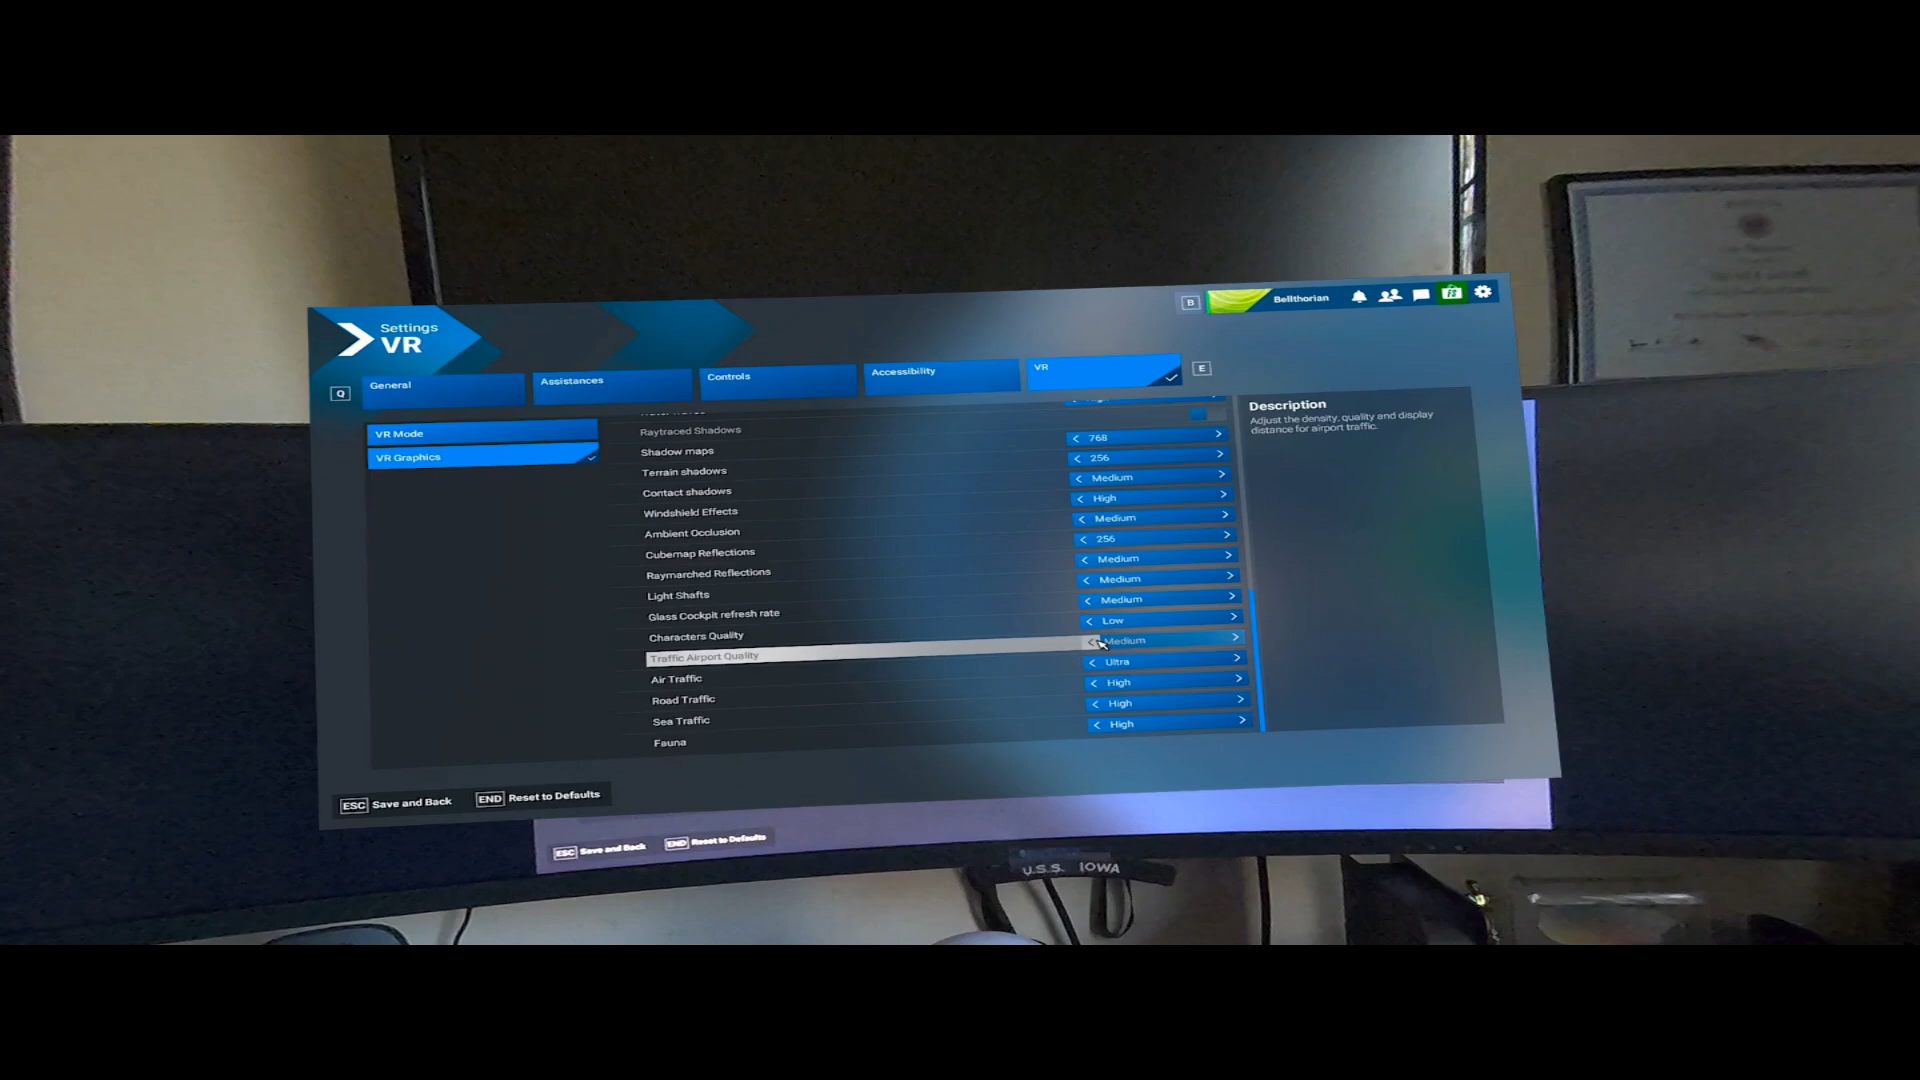 B Bellthorian
Settings
VR
Q General Assistances Controls Accessibility VR E
VR Mode
VR Graphics
Raytraced Shadows
Shadow maps 768
Terrain shadows 256
Contact shadows Medium
Windshield Effects High
Ambient Occlusion Medium
Cubemap Reflections 256
Raymarched Reflections Medium
Light Shafts Medium
Glass Cockpit refresh rate Medium
Characters Quality Low
Traffic Airport Quality Medium
Air Traffic Ultra
Road Traffic High
Sea Traffic High
Fauna High
Description
Adjust the density, quality and display
distance for airport traffic.
ESC Save and Back END Reset to Defaults
ESC Save and Back END Reset to Defaults
U.S.S. IOWA